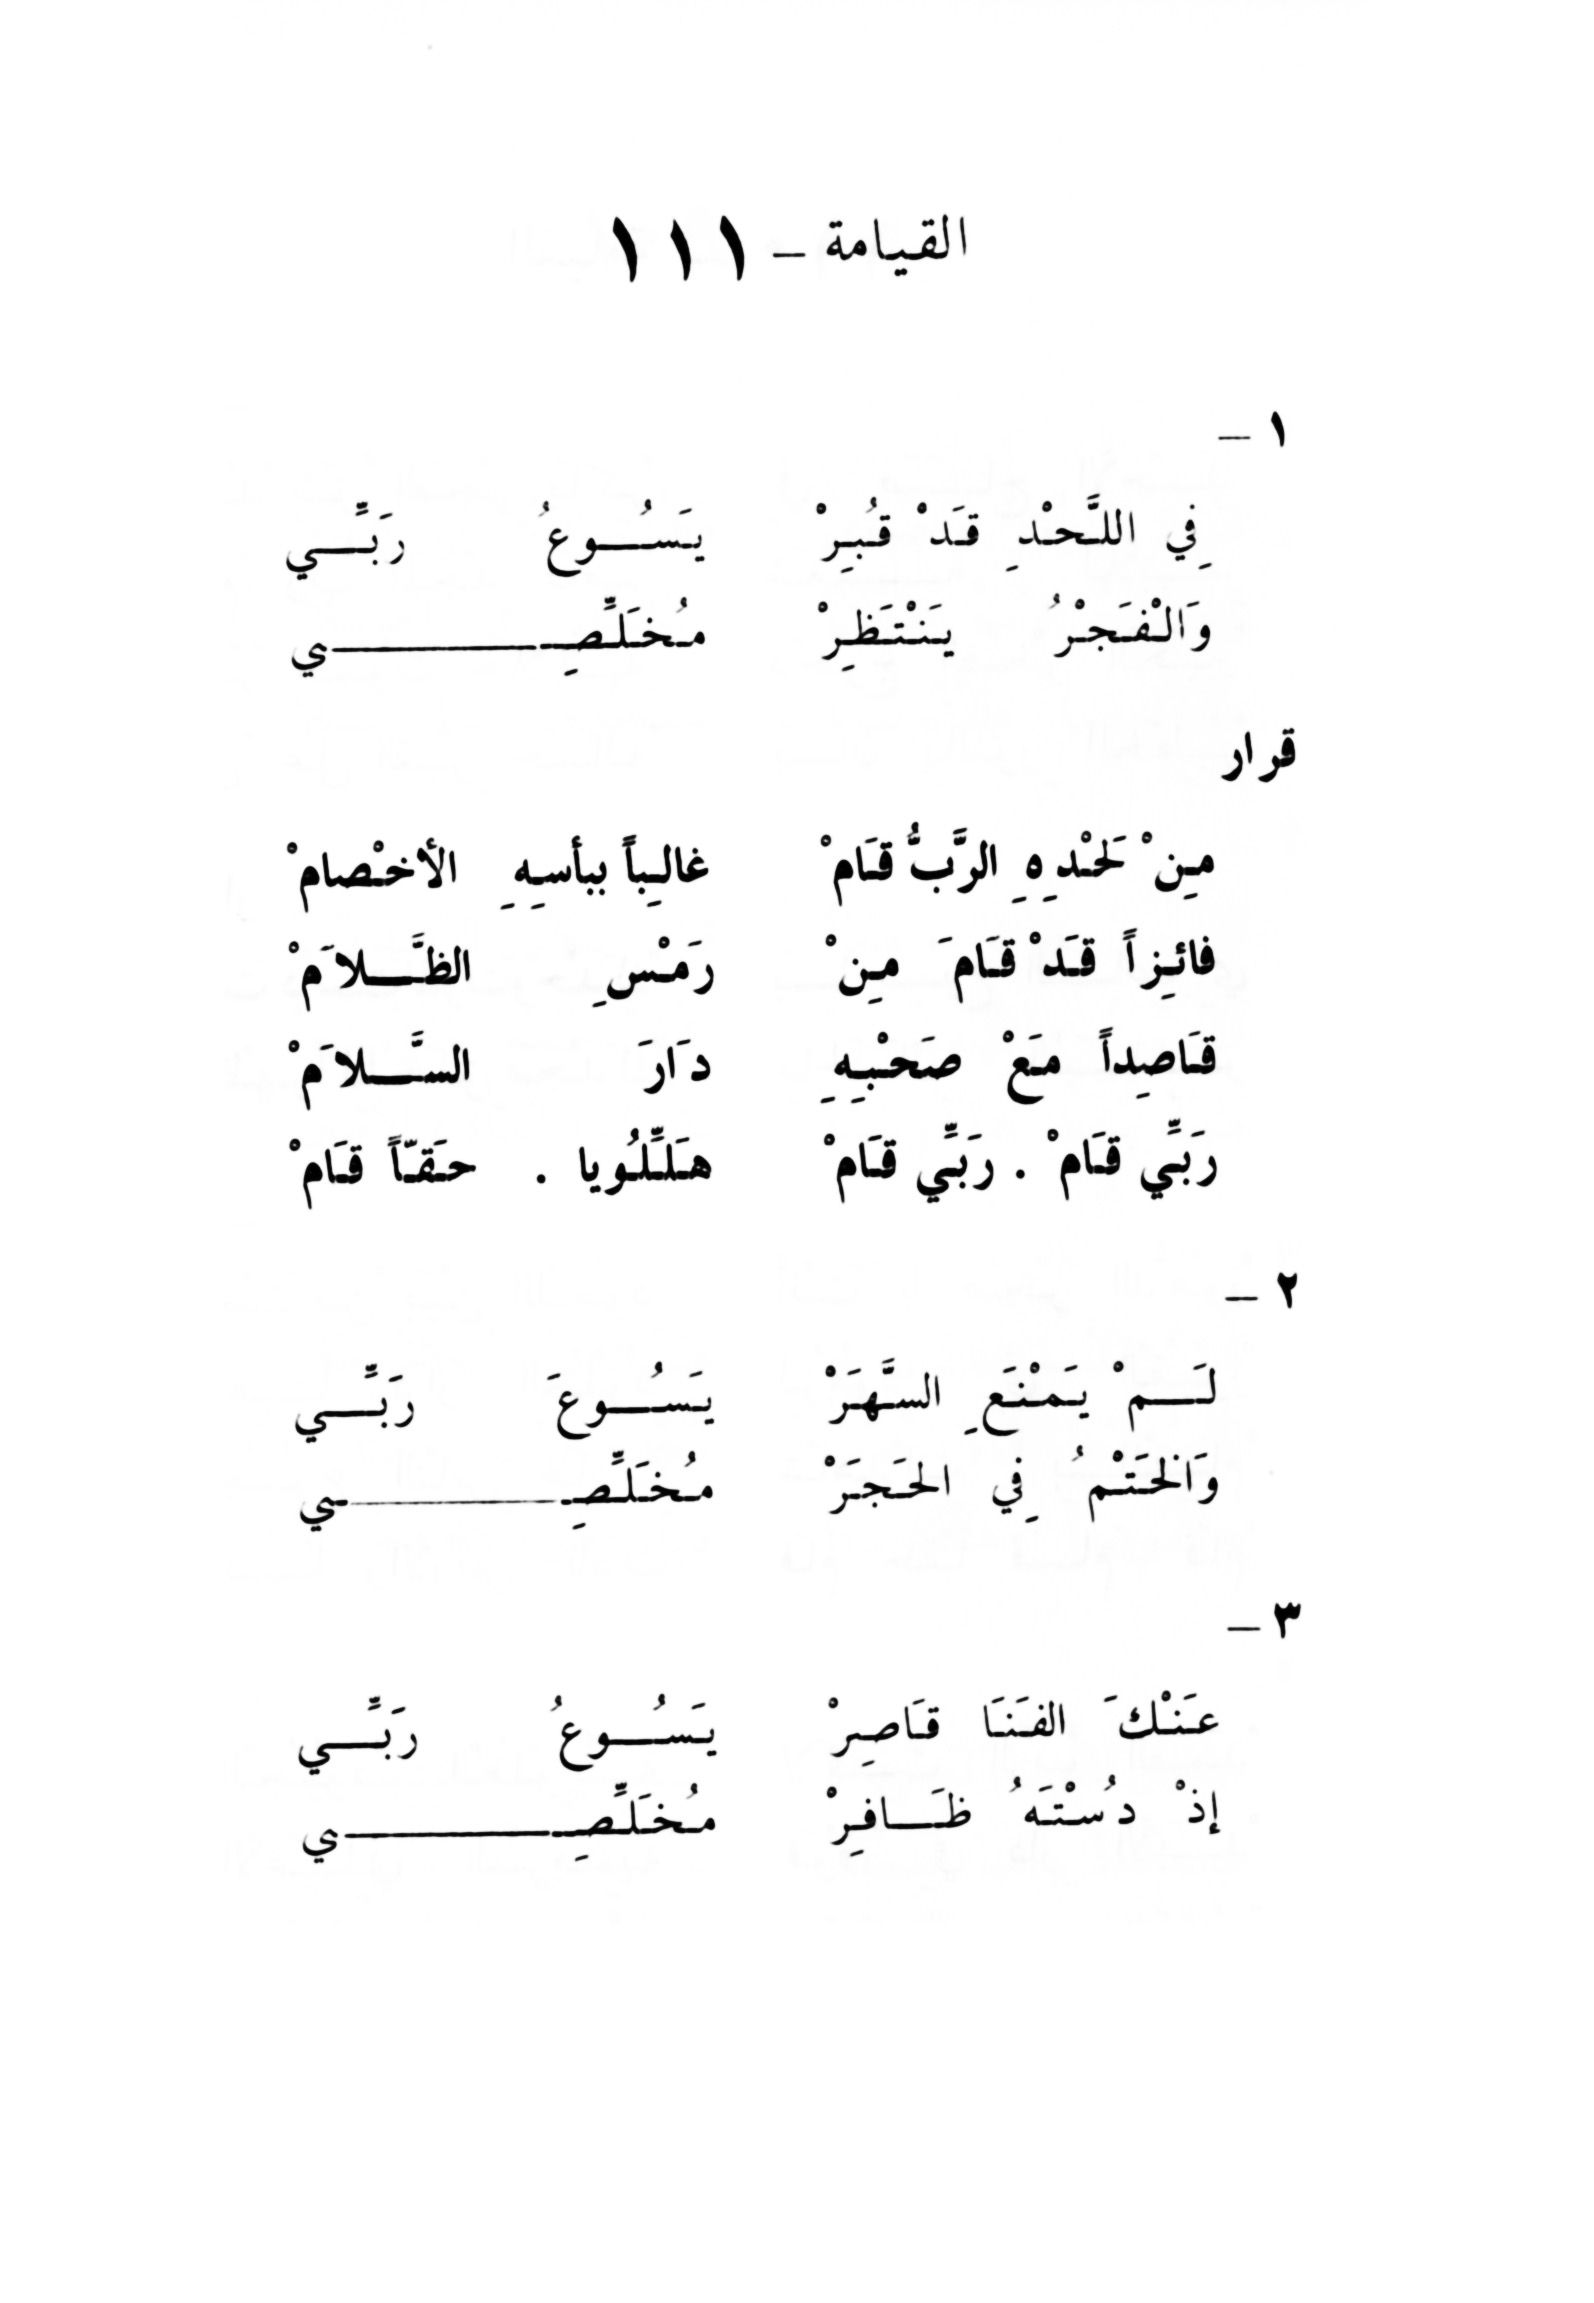 القيامة - ١١١
١ -
فِي اللَّحْدِ قَدْ قُبِرْ يَسُوعُ رَبِّي
وَالْفَجْرُ يَنْتَظِرْ مُخَلِّصِي
قرار
مِنْ لَحْدِهِ الرَّبُّ قَامْ غالِباً ببأسِهِ الأخْصامْ
فائِزاً قَدْ قَامَ مِنْ رَمْسِ الظَّلاَمْ
قَاصِداً مَعْ صَحْبِهِ دَارَ السَّلاَمْ
رَبِّي قَامْ . رَبِّي قَامْ هَلِّلُويا . حَقّاً قَامْ
٢ -
لَمْ يَمْنَعِ السَّهَرْ يَسُوعَ رَبِّي
وَالخَتْمُ فِي الحَجَرْ مُخَلِّصِي
٣ -
عَنْكَ الفَنَا قَاصِرْ يَسُوعُ رَبِّي
إذْ دُسْتَهُ ظَافِرْ مُخَلِّصِي